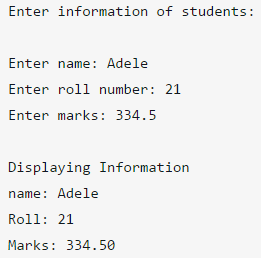 Enter information of students:
Enter name: Adele
Enter roll number: 21
Enter marks: 334.5
Displaying Information
name: Adele
Roll: 21
Marks: 334.50